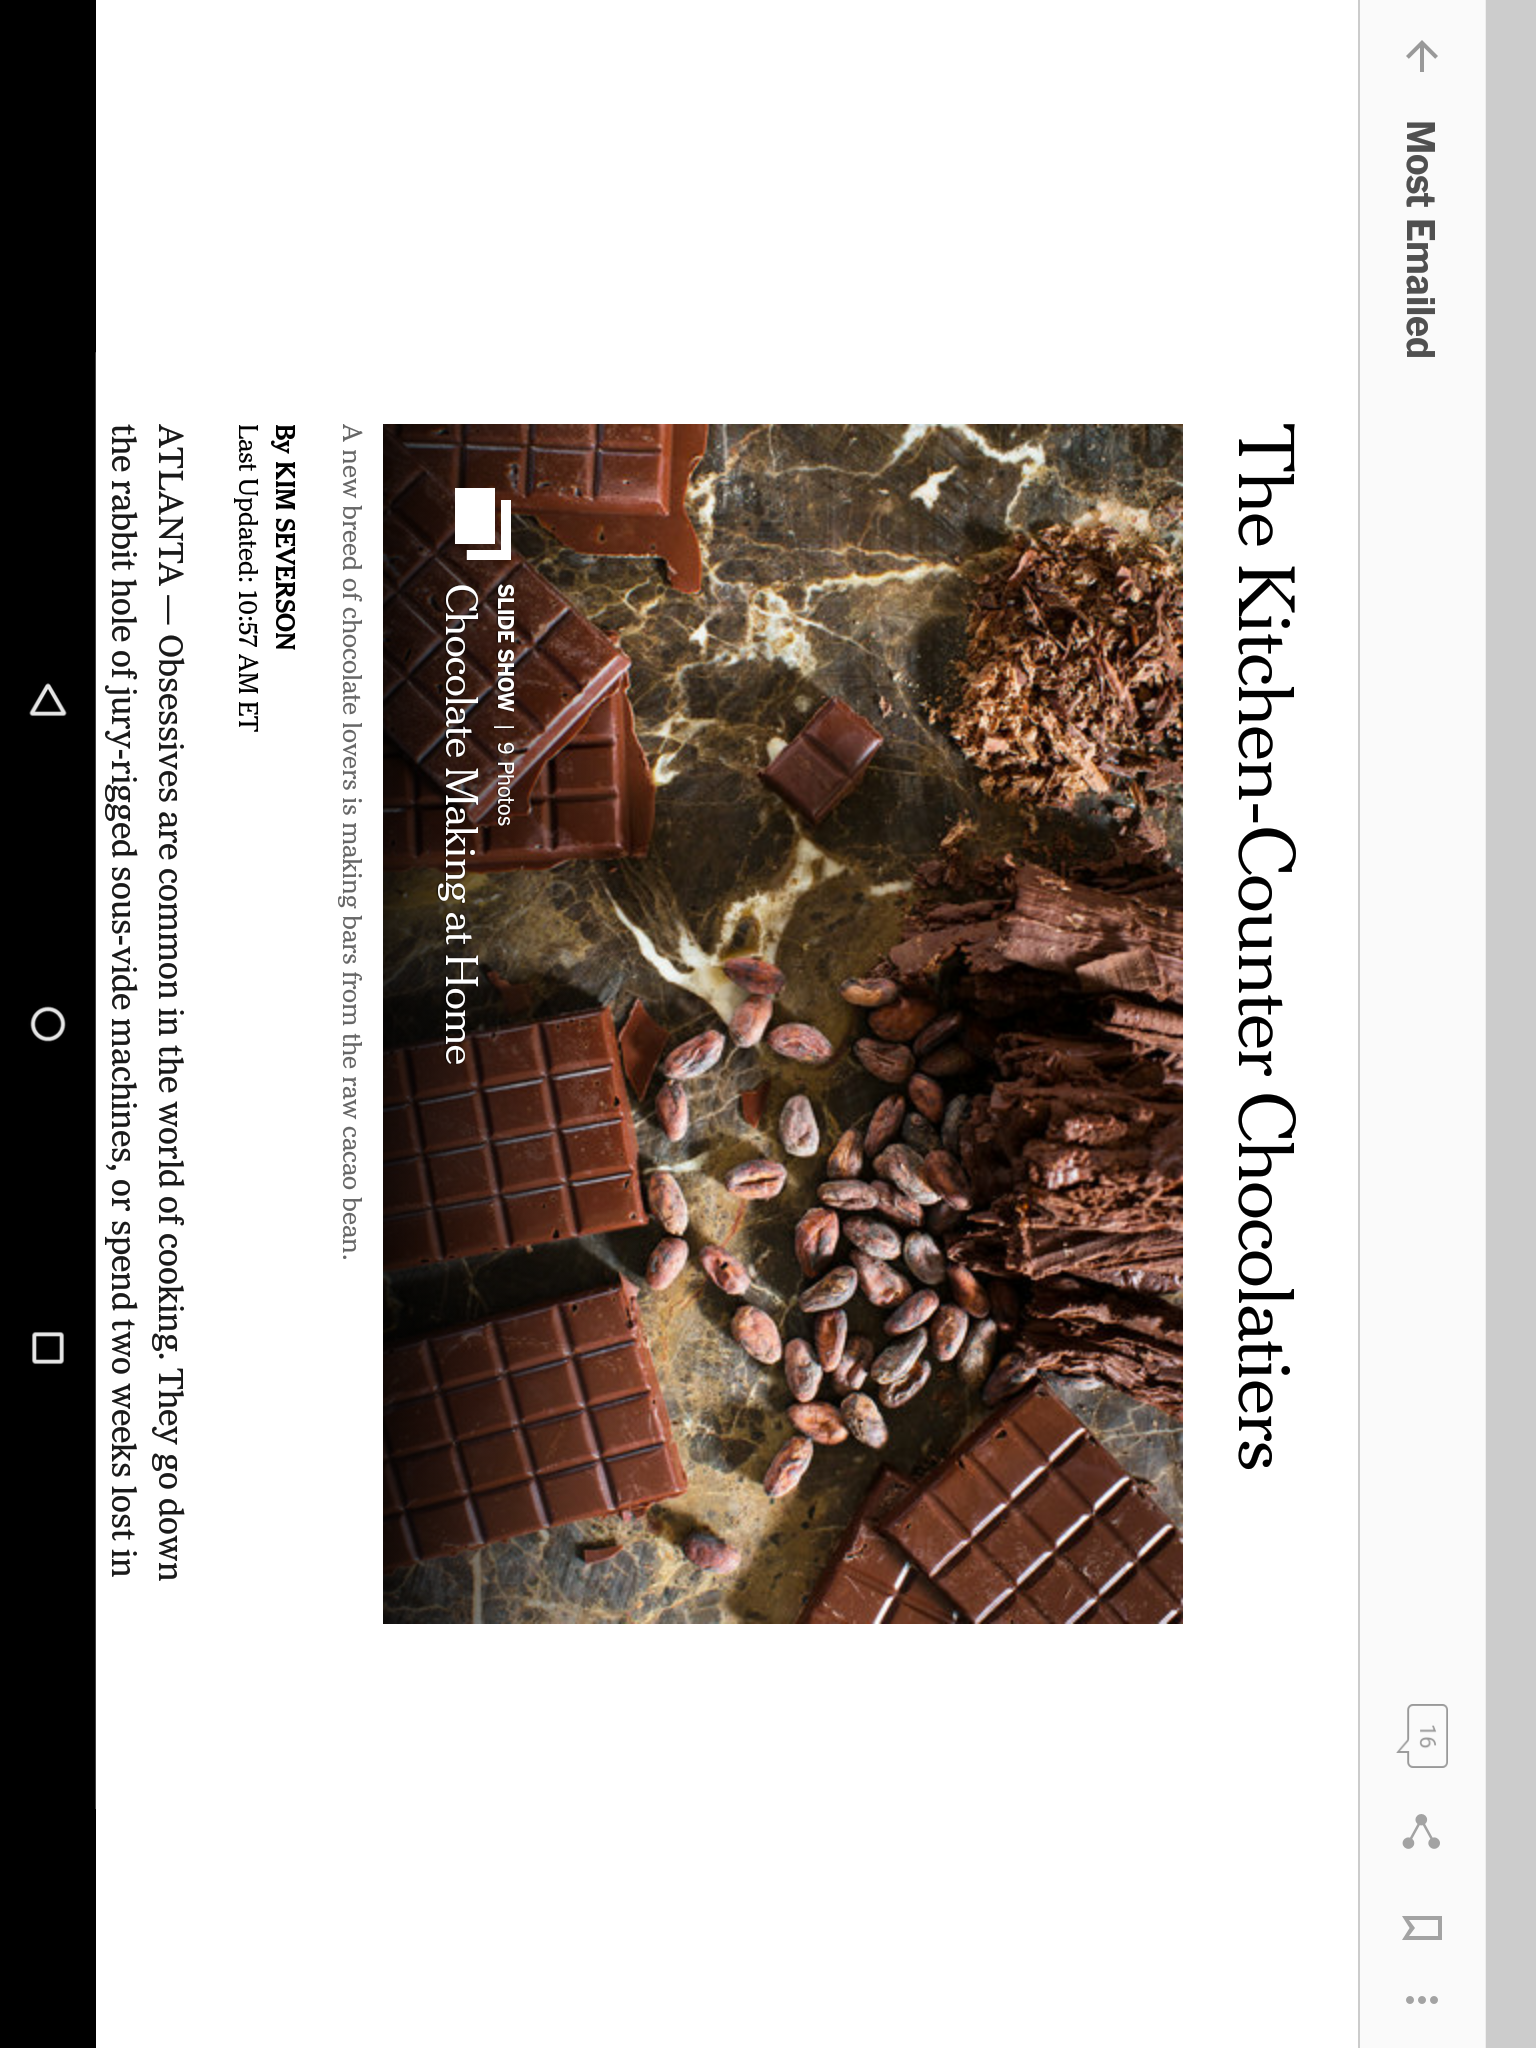 Most Emailed
16
The Kitchen-Counter Chocolatiers
SLIDE SHOW | 9 Photos
Chocolate Making at Home
A new breed of chocolate lovers is making bars from the raw cacao bean.
By KIM SEVERSON
Last Updated: 10:57 AM ET
ATLANTA — Obsessives are common in the world of cooking. They go down
the rabbit hole of jury-rigged sous-vide machines, or spend two weeks lost in